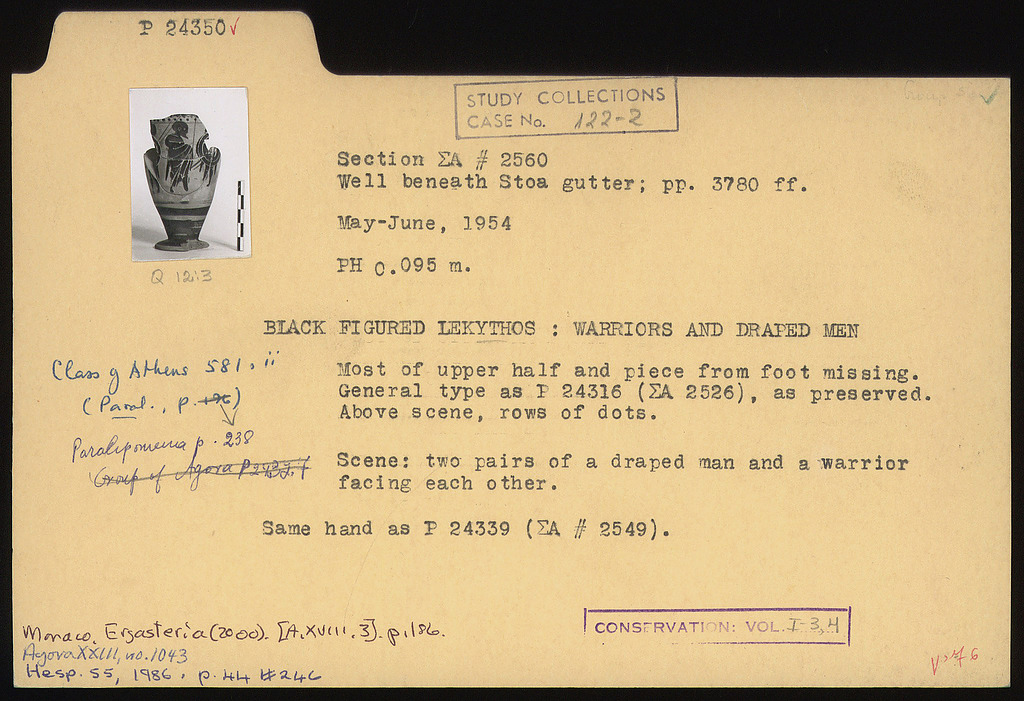 P 24350✓
STUDY COLLECTIONS
CASE No. 122-2
Section ΣA # 2560
Well beneath Stoa gutter; pp. 3780 ff.
May-June, 1954
PH 0.095 m.
Q 12:3
BLACK FIGURED LEKYTHOS : WARRIORS AND DRAPED MEN
Class of Athens 581, ii
(Paral., p. )
Paralipomena p. 238
Group of Agora P
Most of upper half and piece from foot missing.
General type as P 24316 (ΣA 2526), as preserved.
Above scene, rows of dots.
Scene: two pairs of a draped man and a warrior
facing each other.
Same hand as P 24339 (ΣA # 2549).
Monaco, Ergasteria (2000). [A.XVIII.3]. p. 186.
Agora XXIII, no. 1043
Hesp. 55, 1986, p. 44 #246
CONSERVATION: VOL. I-3, H